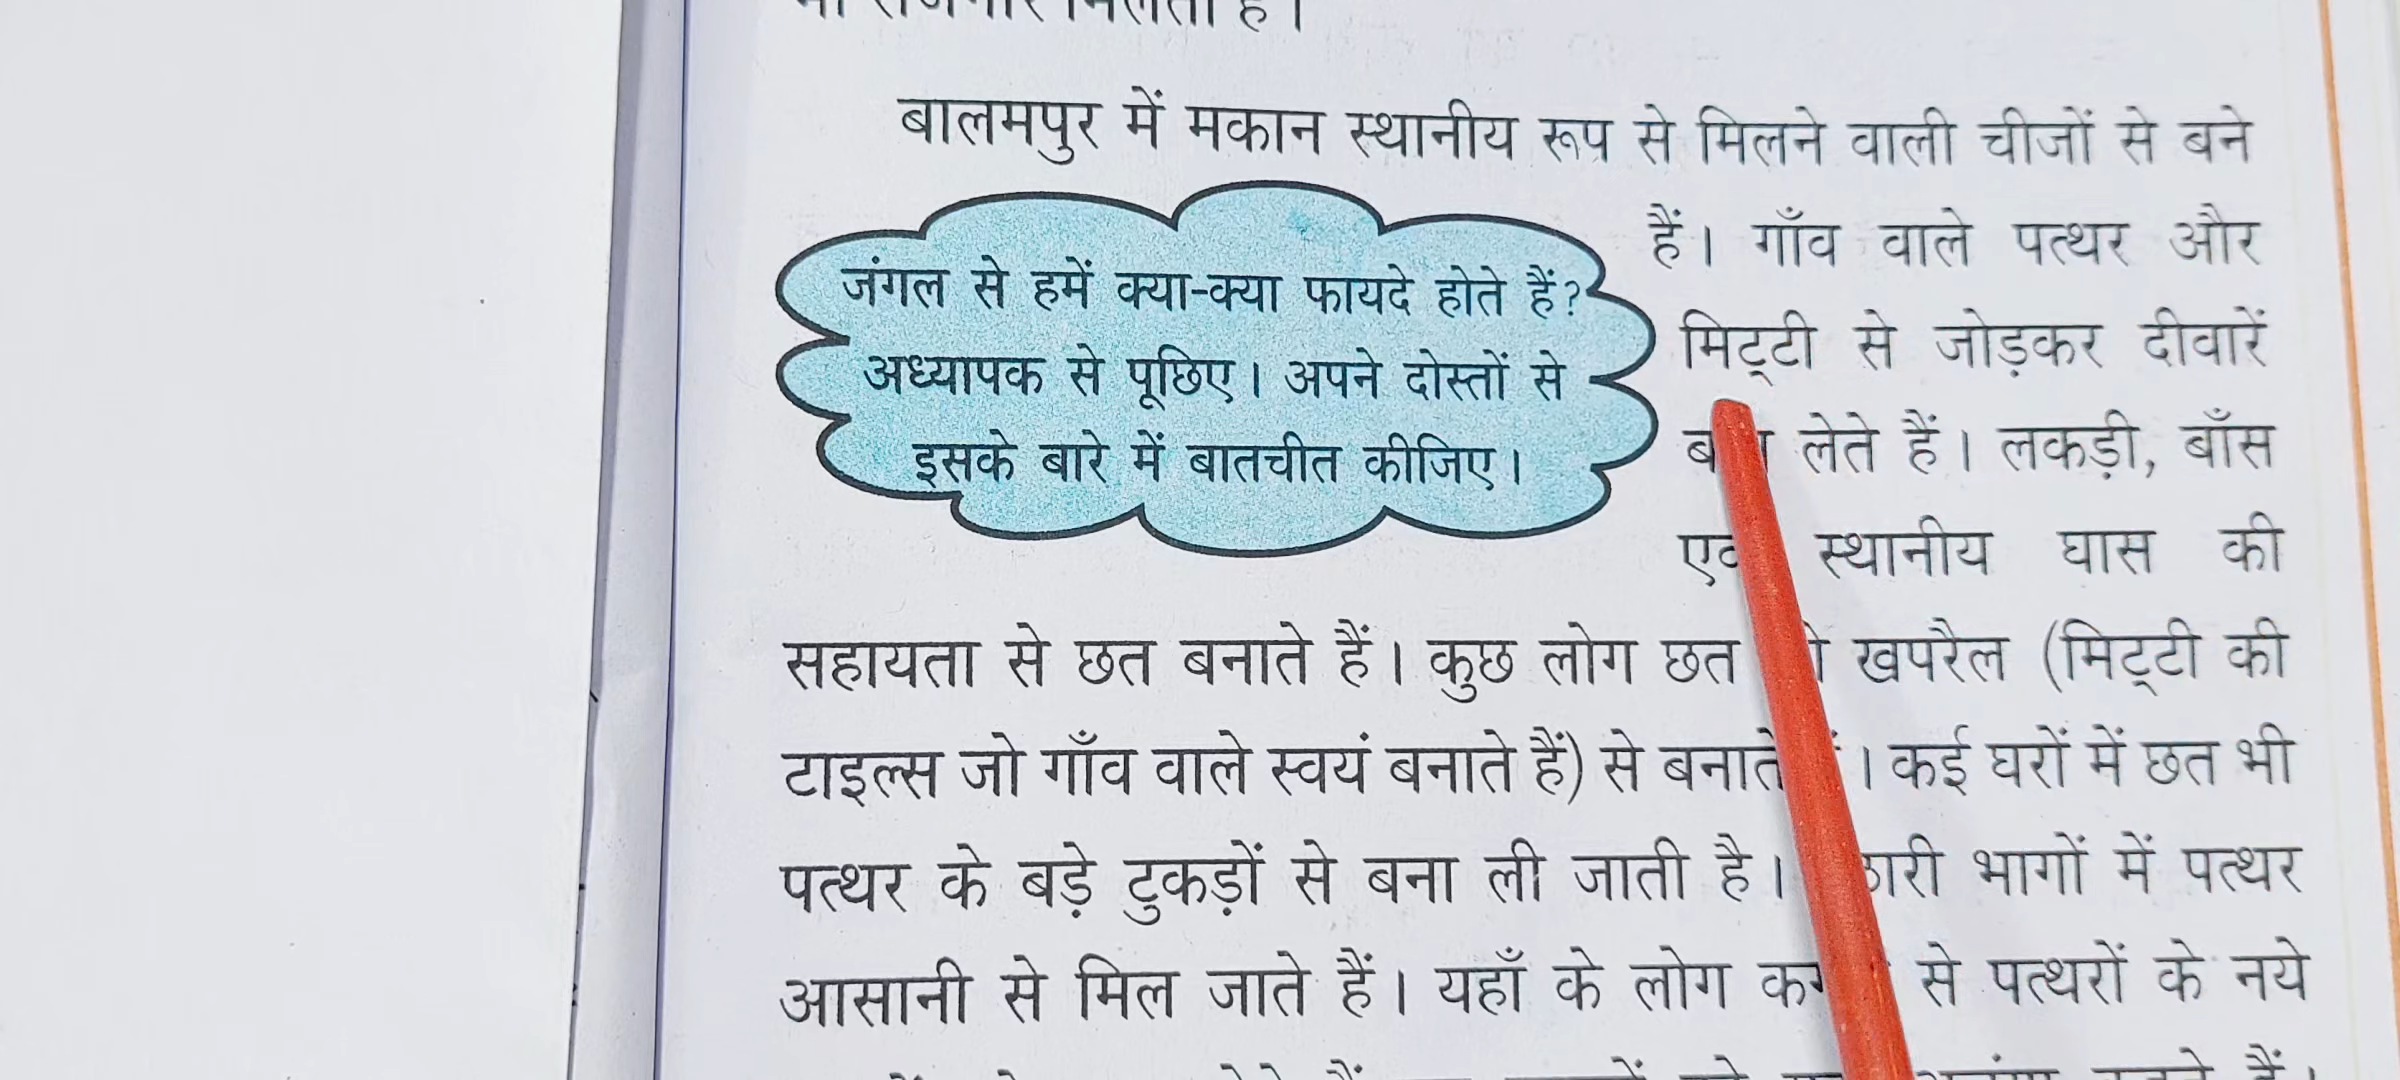 मिलता है।
बालमपुर में मकान स्थानीय रूप से मिलने वाली चीजों से बने
हैं। गाँव वाले पत्थर और
मिट्टी से जोड़कर दीवारें
लेते हैं। लकड़ी, बाँस
स्थानीय घास की
जंगल से हमें क्या-क्या फायदे होते हैं?
अध्यापक से पूछिए। अपने दोस्तों से
इसके बारे में बातचीत कीजिए।
सहायता से छत बनाते हैं। कुछ लोग छत खपरैल (मिट्टी की
टाइल्स जो गाँव वाले स्वयं बनाते हैं) से बनाते । कई घरों में छत भी
पत्थर के बड़े टुकड़ों से बना ली जाती है। भागों में पत्थर
आसानी से मिल जाते हैं। यहाँ के लोग से पत्थरों के नये